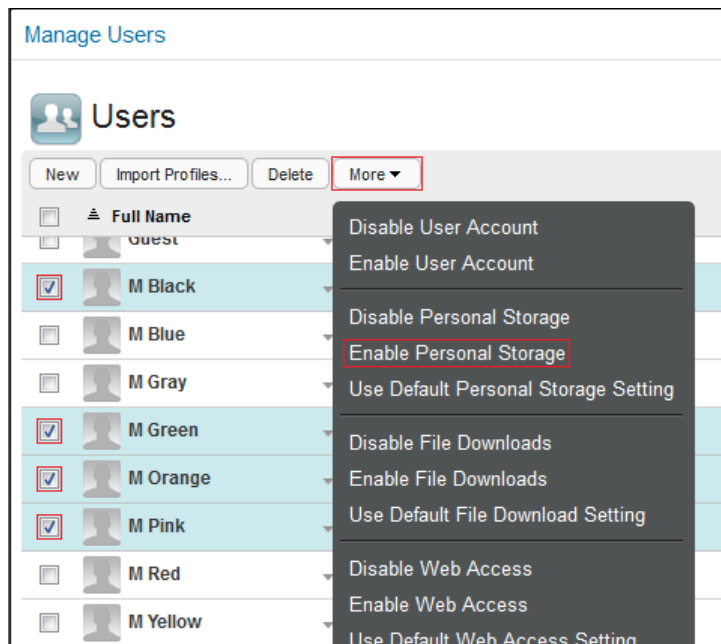 Manage Users
Users
New Import Profiles... Delete More
Full Name
Guest
M Black
M Blue
M Gray
M Green
M Orange
M Pink
M Red
M Yellow
Disable User Account
Enable User Account
Disable Personal Storage
Enable Personal Storage
Use Default Personal Storage Setting
Disable File Downloads
Enable File Downloads
Use Default File Download Setting
Disable Web Access
Enable Web Access
Use Default Web Access Setting